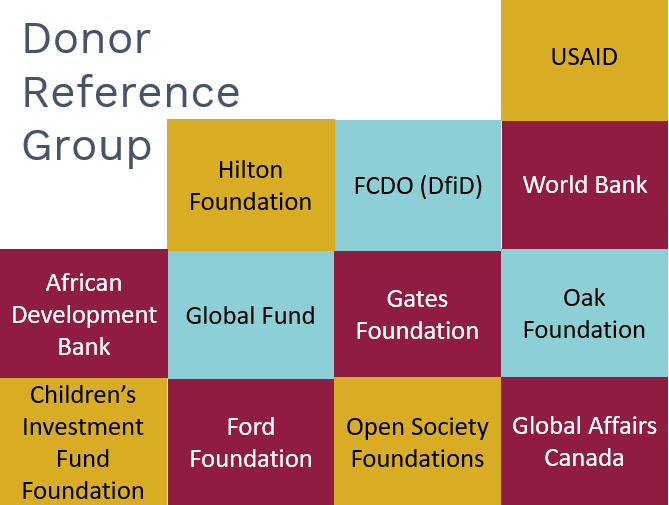 Donor
Reference
Group
USAID
Hilton
Foundation
FCDO (DfiD)
World Bank
African
Development
Bank
Global Fund
Gates
Foundation
Oak
Foundation
Children’s
Investment
Fund
Foundation
Ford
Foundation
Open Society
Foundations
Global Affairs
Canada